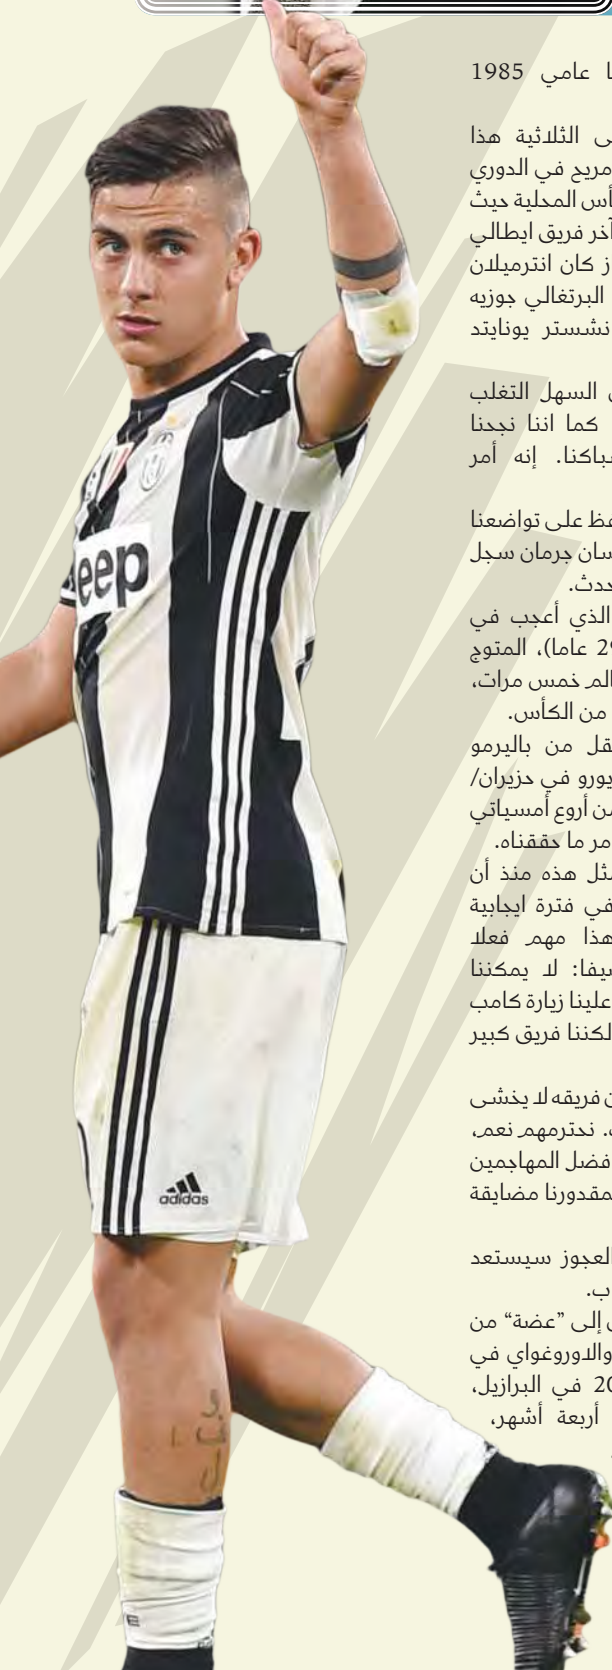 ا عامي 1985
ى الثلاثية هذا
مريح في الدوري
أس المحلية حيث
آخر فريق ايطالي
ز كان انترميلان
البرتغالي جوزيه
نشستر يونايتد
ن السهل التغلب
كما اننا نجحنا
باكنا. إنه أمر
فظ على تواضعنا
سان جرمان سجل
حدث.
الذي أعجب في
29 عاما)، المتوج
الم خمس مرات،
من الكأس.
قل من باليرمو
يورو في حزيران/
من أروع أمسياتي
مر ما حققناه.
مثل هذه منذ أن
في فترة ايجابية
هذا مهم فعلا
سيفا: لا يمكننا
علينا زيارة كامب
لكننا فريق كبير
ن فريقه لا يخشى
. نحترمهم نعم،
فضل المهاجمين
مقدورنا مضايقة
العجوز سيستعد
ب.
ى إلى "عضة" من
والاوروغواي في
20 في البرازيل،
أربعة أشهر،
eep
adidas